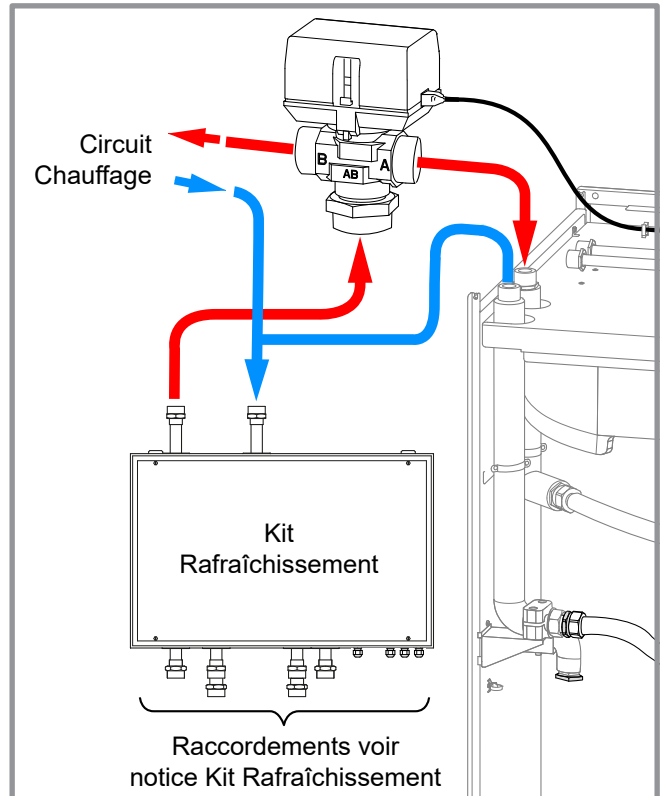 Circuit
Chauffage
B
A
AB
Kit
Rafraîchissement
Raccordements voir
notice Kit Rafraîchissement